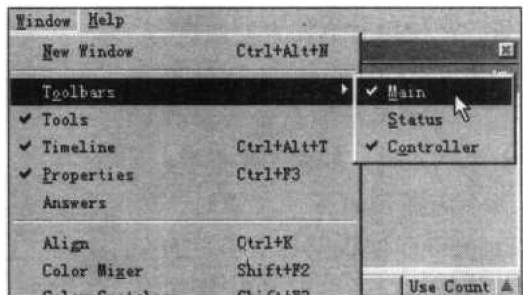 Window Help
New Window Ctrl+Alt+N
Toolbars
Main
Tools
Status
Timeline Ctrl+Alt+T
Controller
Properties Ctrl+F3
Answers
Align Ctrl+K
Color Mixer Shift+F2
Use Count